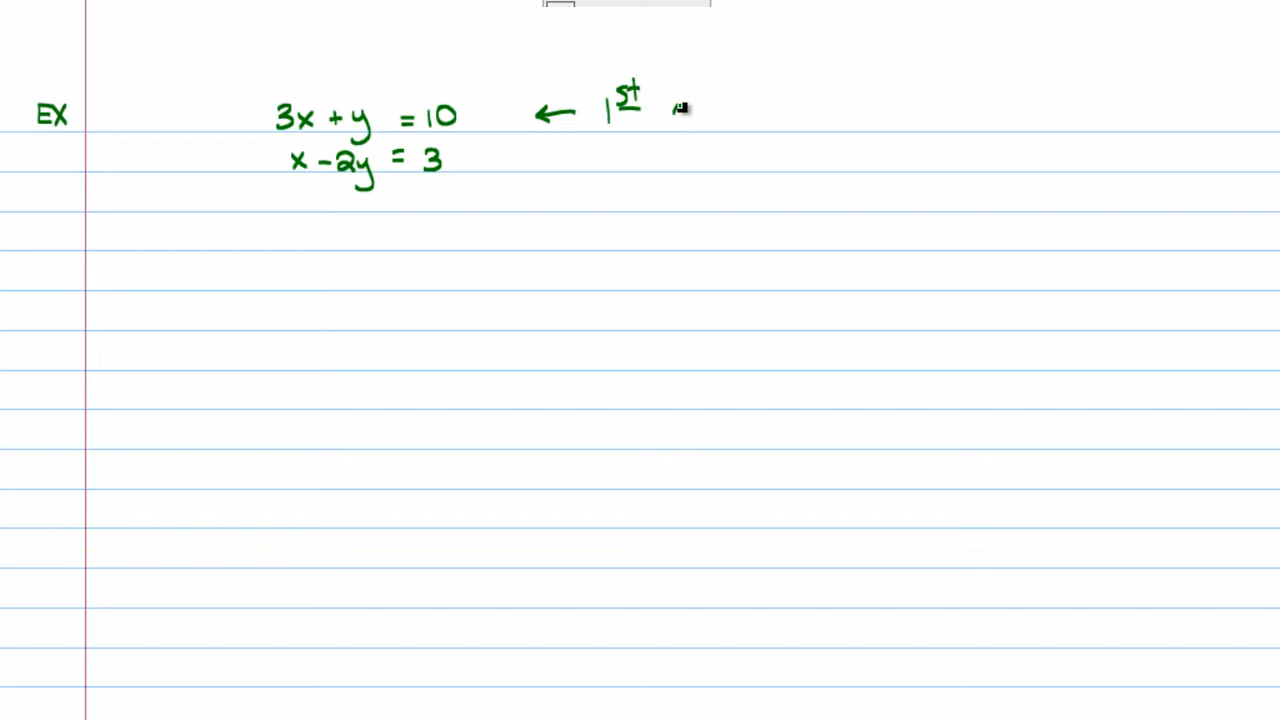 EX 3x + y = 10 ← 1st
x - 2y = 3